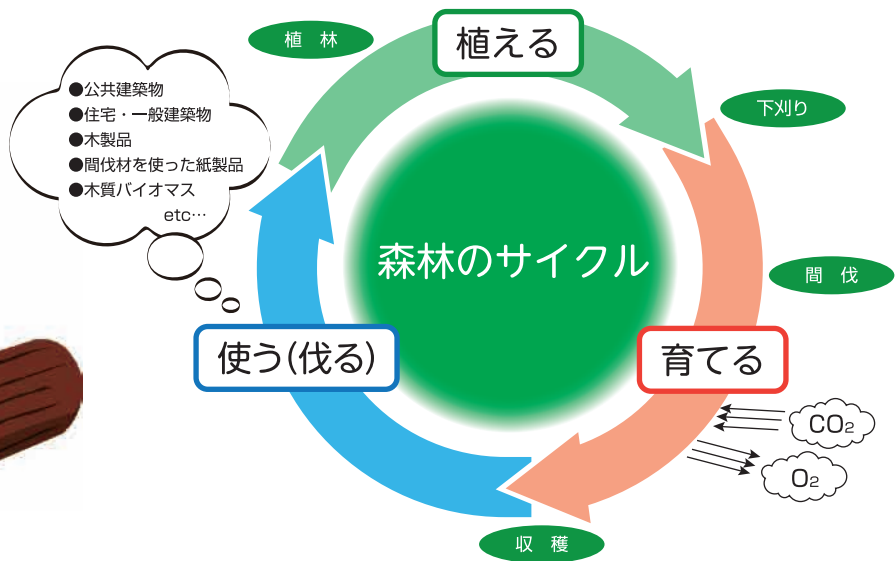 植える
植　林
下刈り
●公共建築物
●住宅・一般建築物
●木製品
●間伐材を使った紙製品
●木質バイオマス
etc…
森林のサイクル
間　伐
使う(伐る)
育てる
CO₂
O₂
収　穫